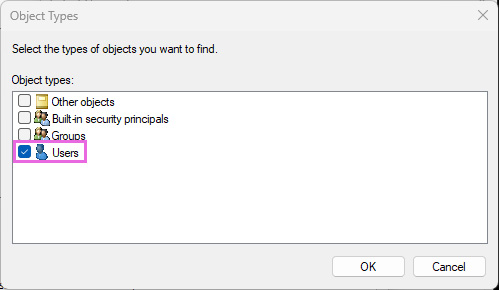 Object Types
Select the types of objects you want to find.
Object types:
Other objects
Built-in security principals
Groups
Users
OK
Cancel